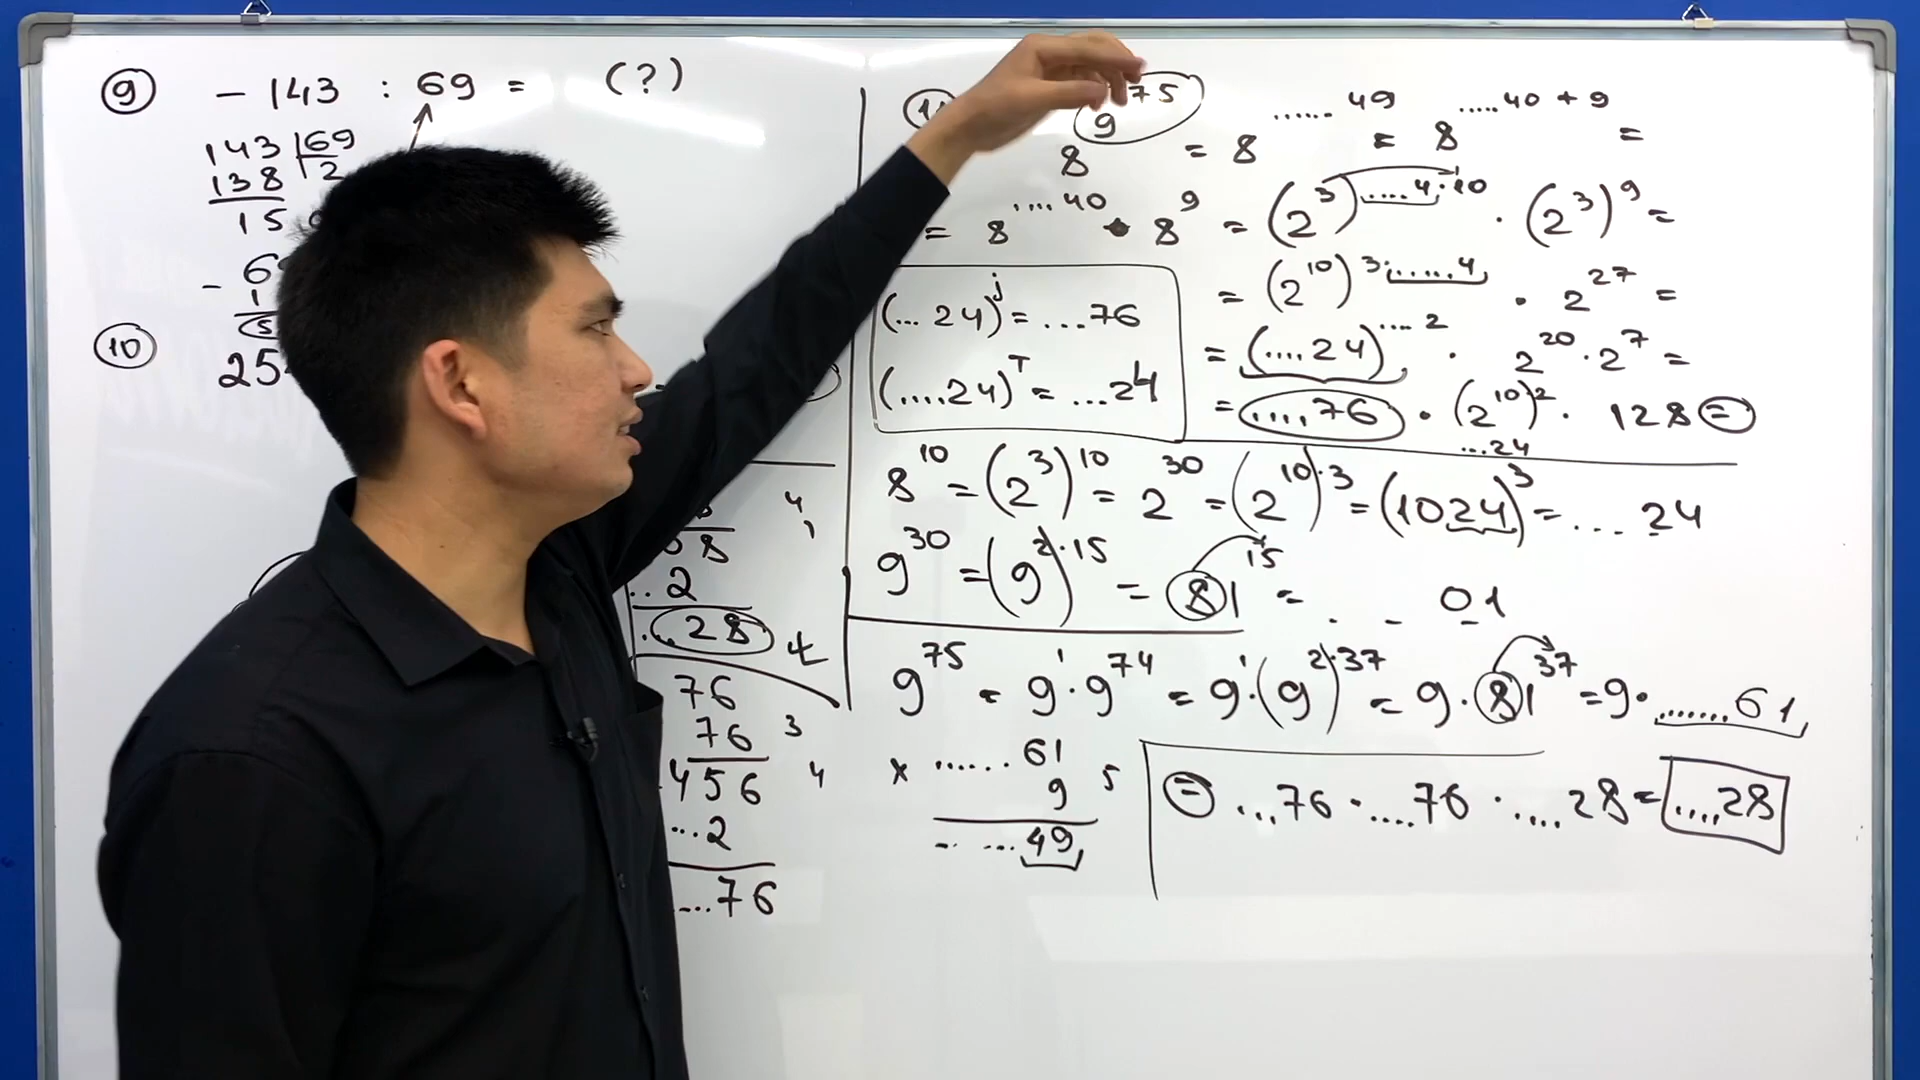 9 - 143 : 69 = (?)
143 | 69
138 2
15
- 6
1
10 25
28
76
76 3
456 4
...2
....76
8^9^75 = 8^......49 = 8^.....40 + 9 =
= 8^....40 · 8^9 = (2^3)^.....4·10 · (2^3)^9 =
= (2^10)^3·......4 · 2^27 =
= (....24)^....2 · 2^20 · 2^7 =
= ....76 · (2^10)^2 · 128 =
...24
(...24)^j = ...76
(....24)^T = ...24
8^10 = (2^3)^10 = 2^30 = (2^10)^3 = (1024)^3 = ... 24
9^30 = (9^2)^15 = 81^15 = ... 01
9^75 = 9^1 · 9^74 = 9^1 · (9^2)^37 = 9 · 81^37 = 9 · .......61
x ......61
9 5
.....49
= ...76 · ....76 · ....28 = ....28